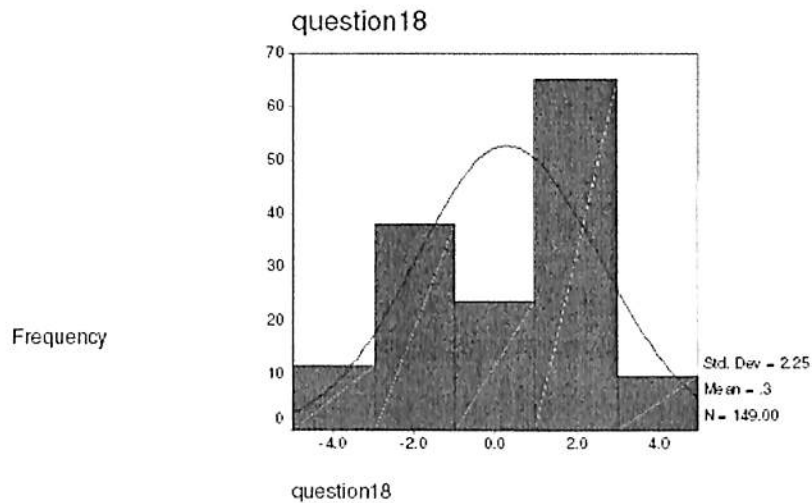 question18
70
60
50
40
30
20
10
0
Frequency
-4.0 -2.0 0.0 2.0 4.0
Std. Dev = 2.25
Mean = .3
N = 149.00
question18